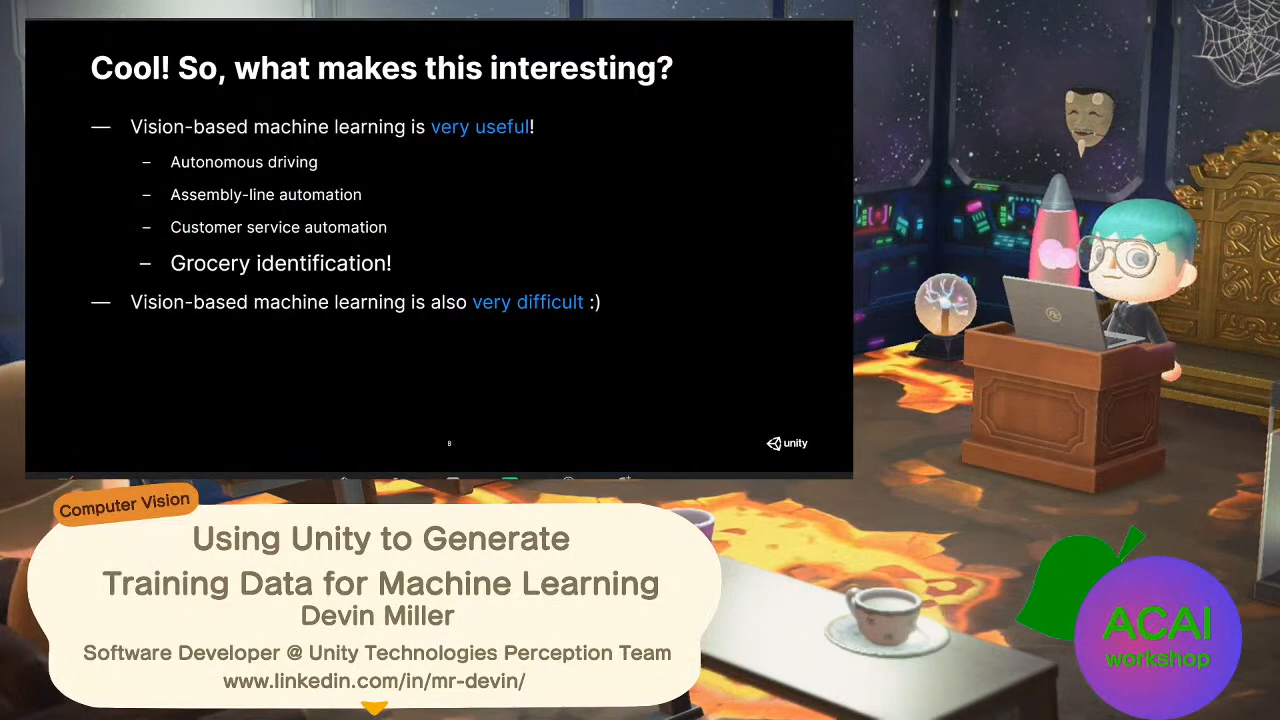 Cool! So, what makes this interesting?
— Vision-based machine learning is very useful!
– Autonomous driving
– Assembly-line automation
– Customer service automation
– Grocery identification!
— Vision-based machine learning is also very difficult :)
8
unity
Computer Vision
Using Unity to Generate
Training Data for Machine Learning
Devin Miller
Software Developer @ Unity Technologies Perception Team
www.linkedin.com/in/mr-devin/
ACAI
workshop